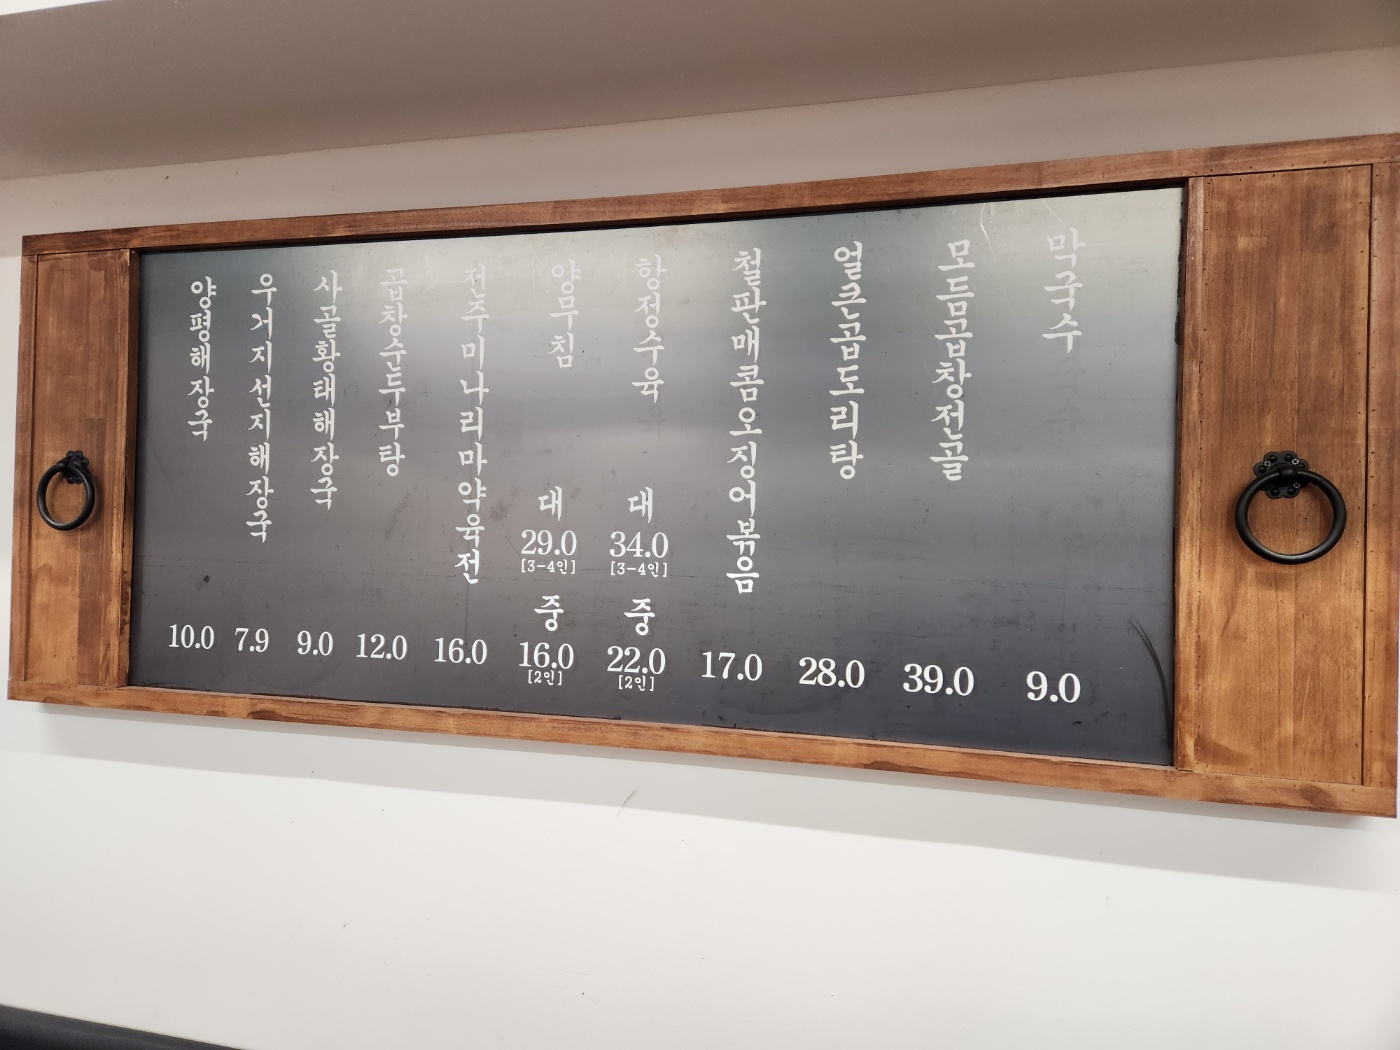 양평해장국
10.0
우거지선지해장국
7.9
사골황태해장국
9.0
곱창순두부탕
12.0
전주미나리마약육전
16.0
양무침
대
29.0
[3-4인]
중
16.0
[2인]
항정수육
대
34.0
[3-4인]
중
22.0
[2인]
철판매콤오징어볶음
17.0
얼큰곱도리탕
28.0
모듬곱창전골
39.0
막국수
9.0